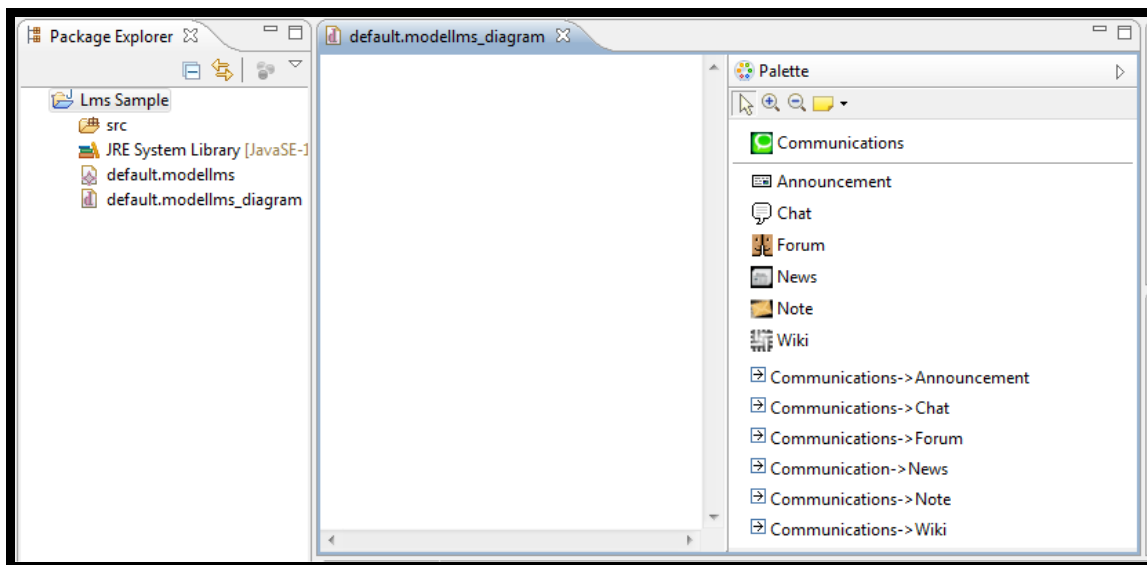 Package Explorer
default.modellms_diagram
Palette
Lms Sample
src
JRE System Library [JavaSE-1
default.modellms
default.modellms_diagram
Communications
Announcement
Chat
Forum
News
Note
Wiki
Communications->Announcement
Communications->Chat
Communications->Forum
Communication->News
Communications->Note
Communications->Wiki